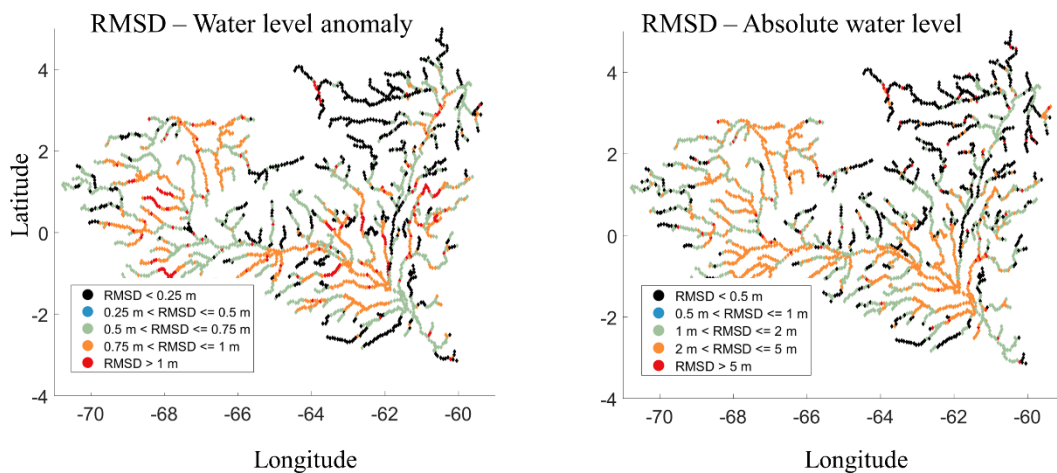 RMSD – Water level anomaly
4
2
0
-2
-4
Latitude
RMSD < 0.25 m
0.25 m < RMSD <= 0.5 m
0.5 m < RMSD <=0.75 m
0.75 m < RMSD <= 1 m
RMSD > 1 m
-70 -68 -66 -64 -62 -60
Longitude
RMSD – Absolute water level
4
2
0
-2
-4
RMSD < 0.5 m
0.5 m < RMSD <= 1 m
1 m < RMSD <= 2 m
2 m < RMSD <= 5 m
RMSD > 5 m
-70 -68 -66 -64 -62 -60
Longitude